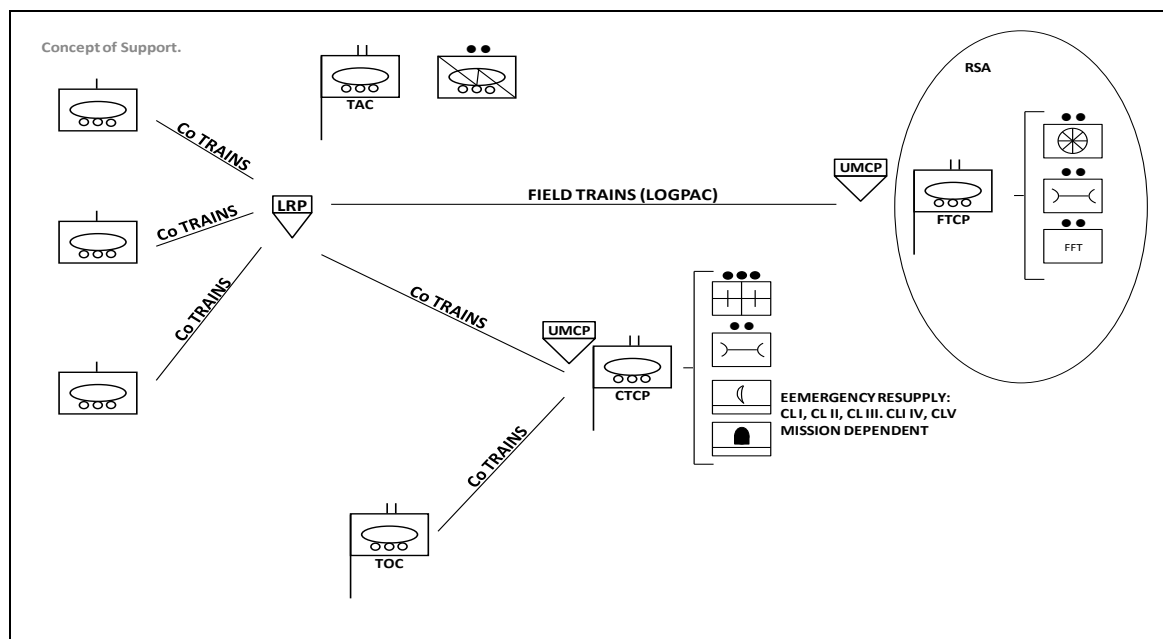 Concept of Support.
TAC
RSA
Co TRAINS
UMCP
LRP
FIELD TRAINS (LOGPAC)
FTCP
Co TRAINS
FFT
Co TRAINS
Co TRAINS
UMCP
CTCP
EEMERGENCY RESUPPLY:
CL I, CL II, CL III. CLI IV, CLV
MISSION DEPENDENT
Co TRAINS
TOC